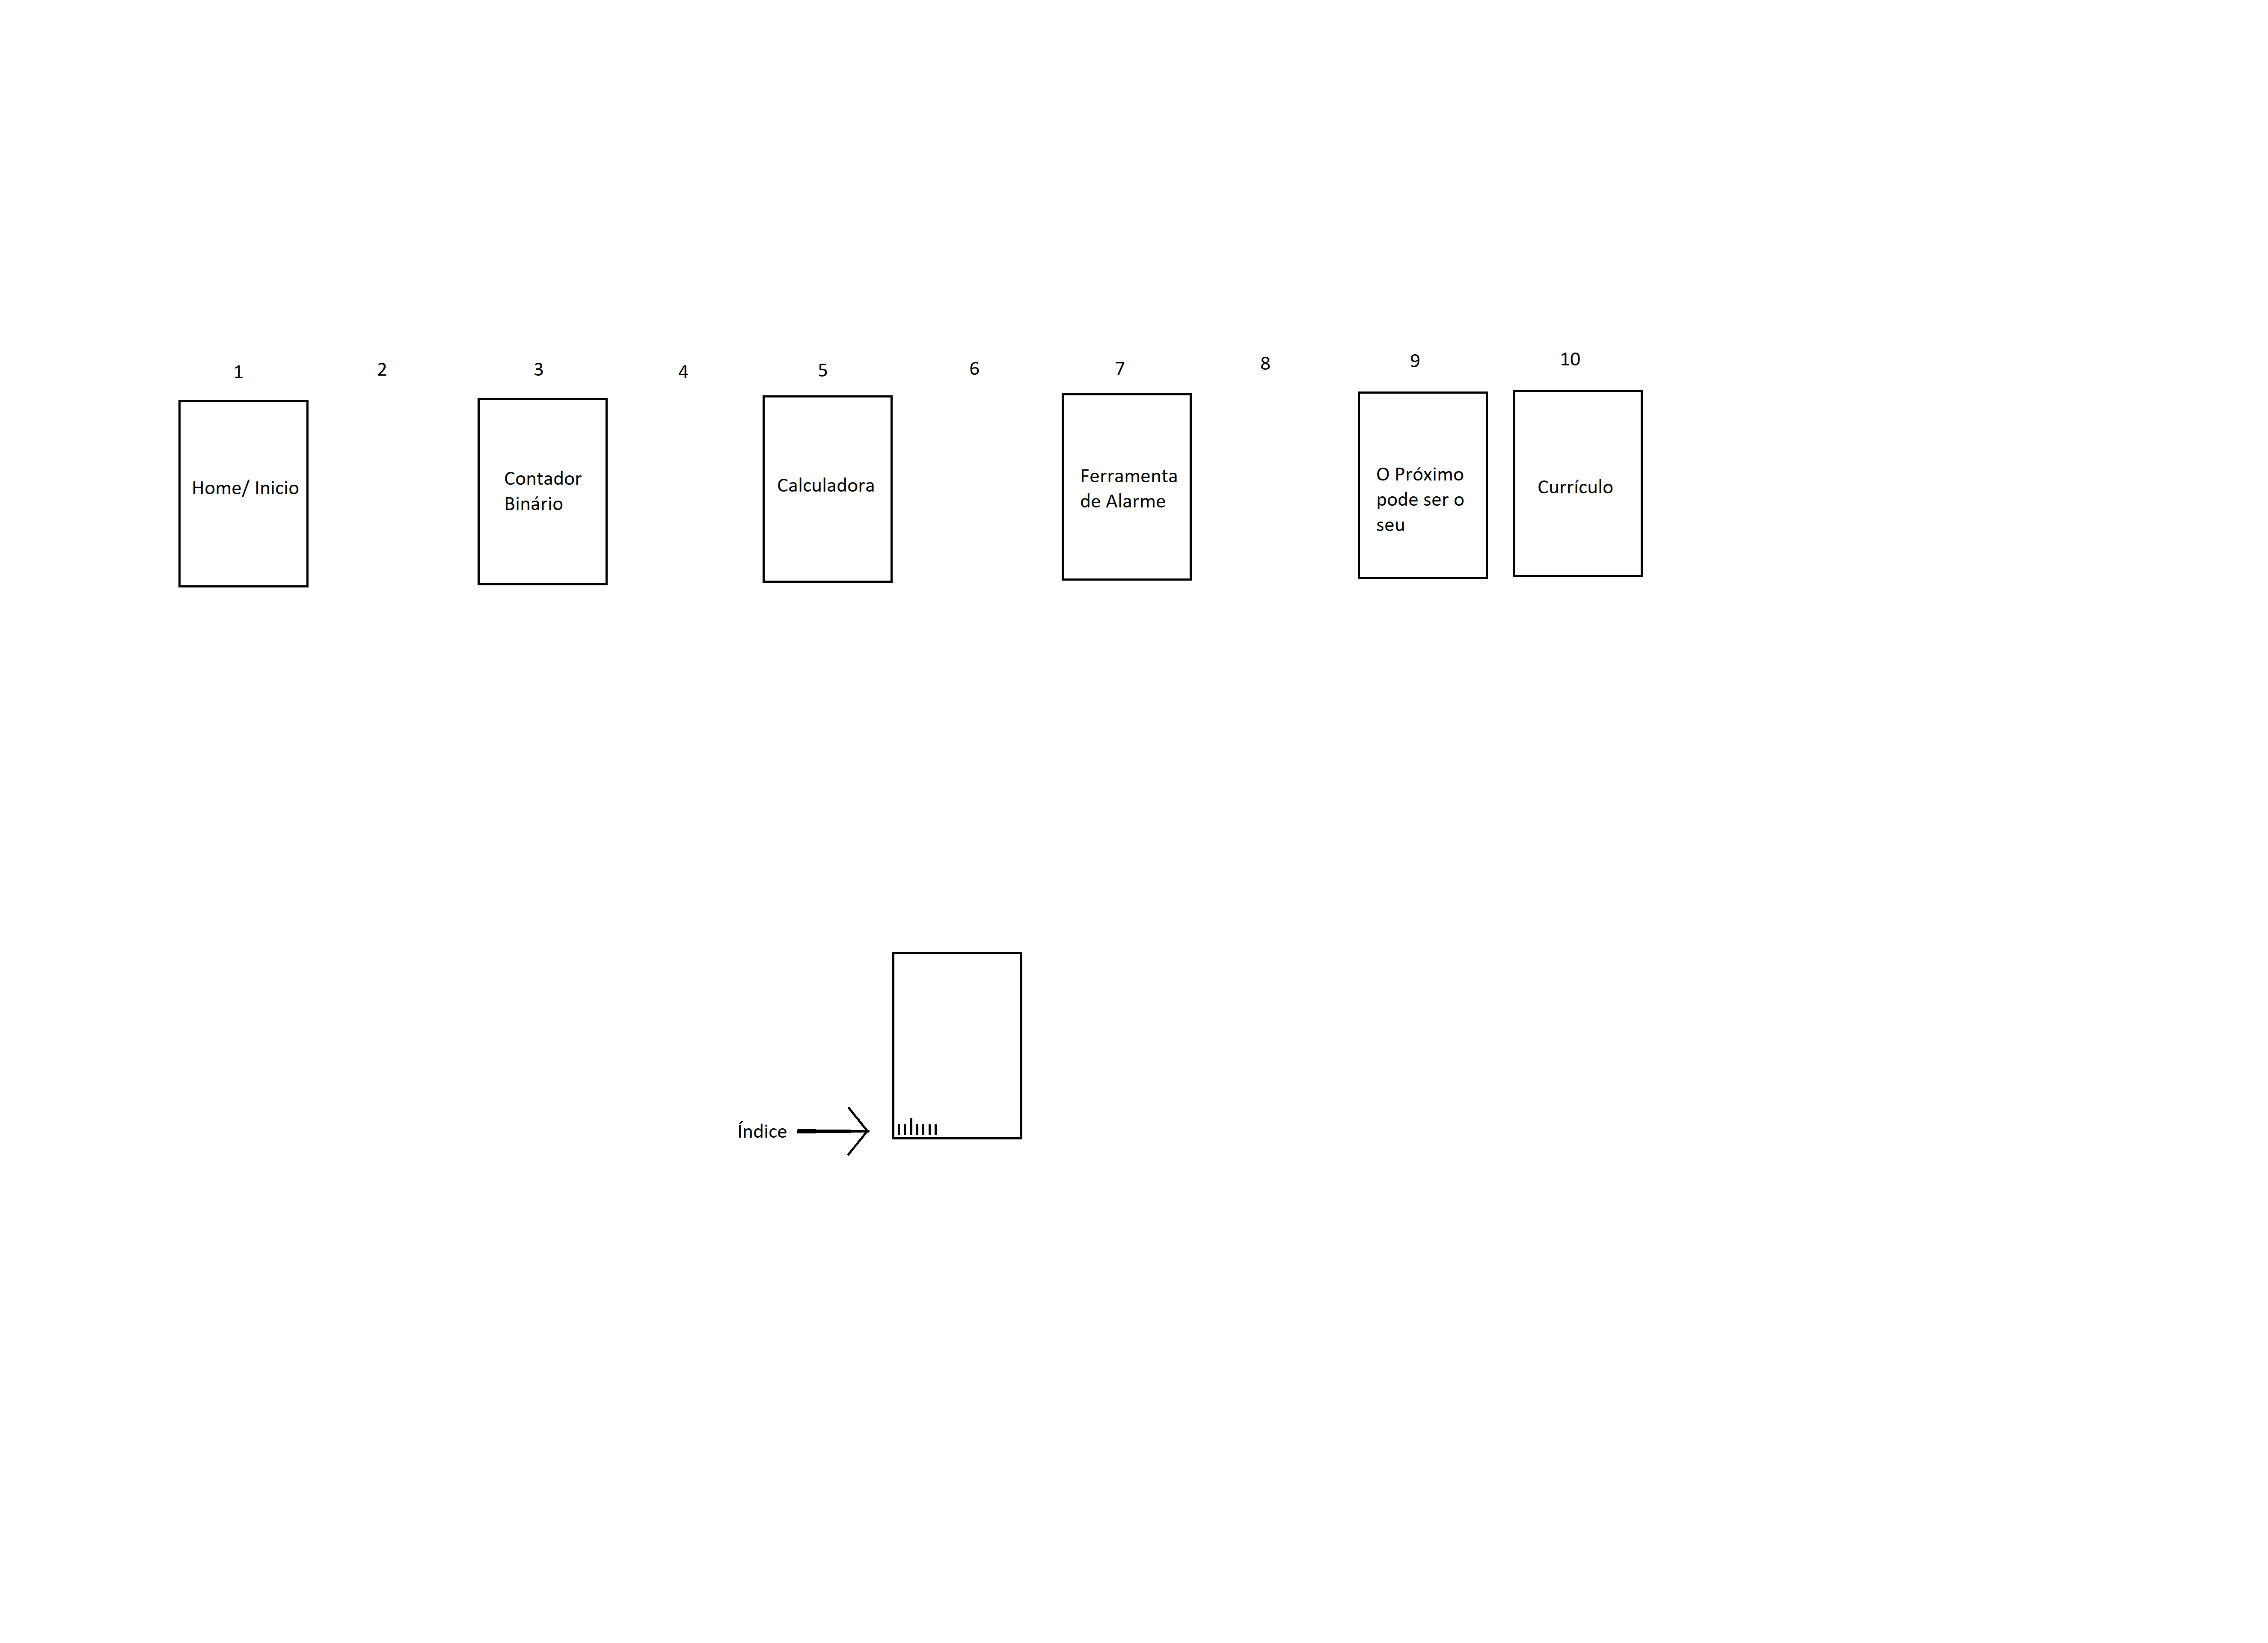 1 2 3 4 5 6 7 8 9 10
Home/ Inicio
Contador
Binário
Calculadora
Ferramenta
de Alarme
O Próximo
pode ser o
seu
Currículo
Índice